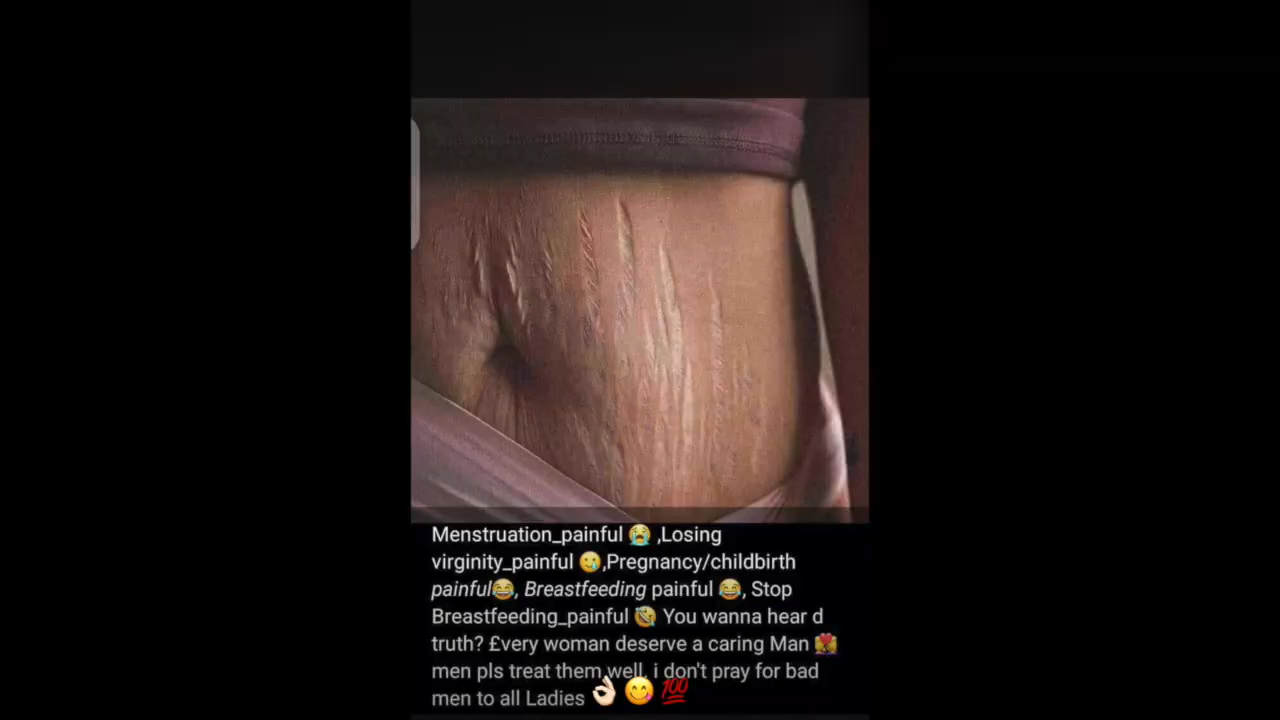 Menstruation_painful 😭 ,Losing
virginity_painful 🥲,Pregnancy/childbirth
painful😂, Breastfeeding painful 😂, Stop
Breastfeeding_painful 🤣 You wanna hear d
truth? £very woman deserve a caring Man 💑
men pls treat them well, i don't pray for bad
men to all Ladies 👌🏻 😋 💯